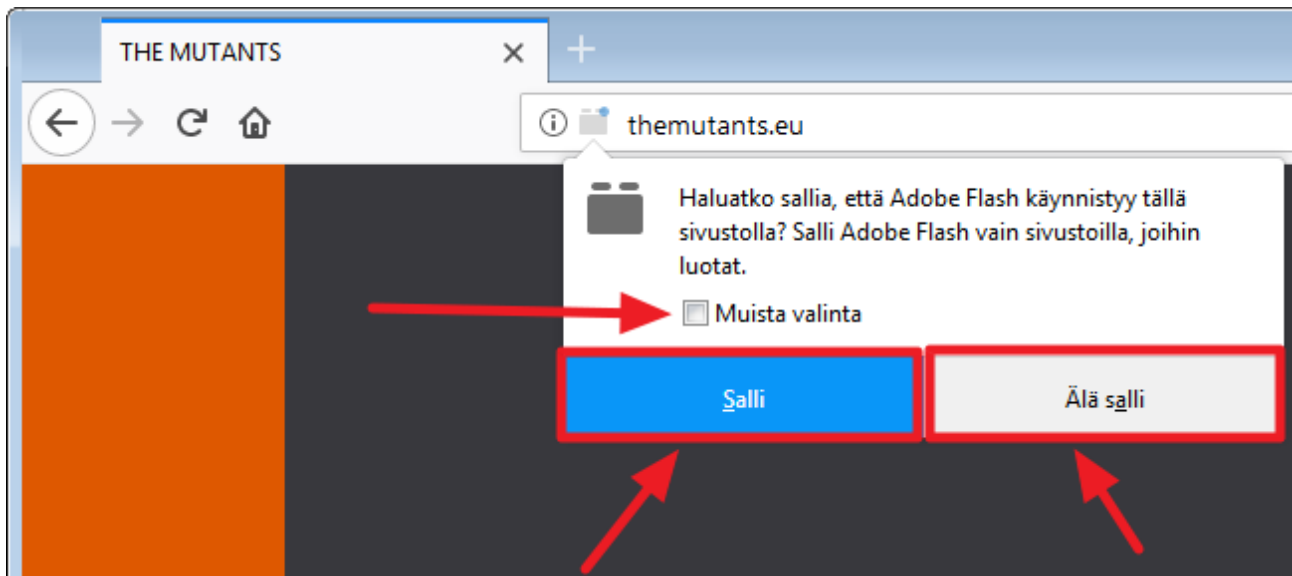 THE MUTANTS
themutants.eu
Haluatko sallia, että Adobe Flash käynnistyy tällä
sivustolla? Salli Adobe Flash vain sivustoilla, joihin
luotat.
Muista valinta
Salli
Älä salli